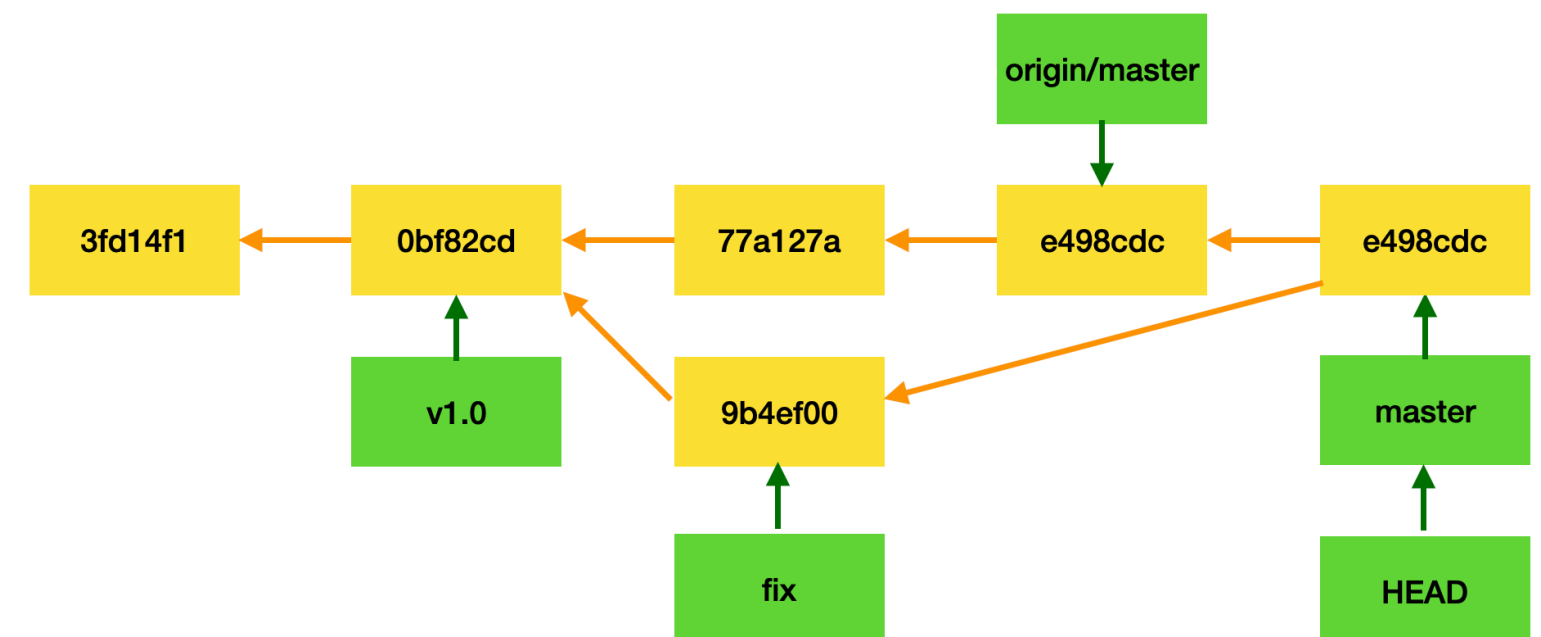 origin/master
3fd14f1
0bf82cd
77a127a
e498cdc
e498cdc
v1.0
9b4ef00
master
fix
HEAD